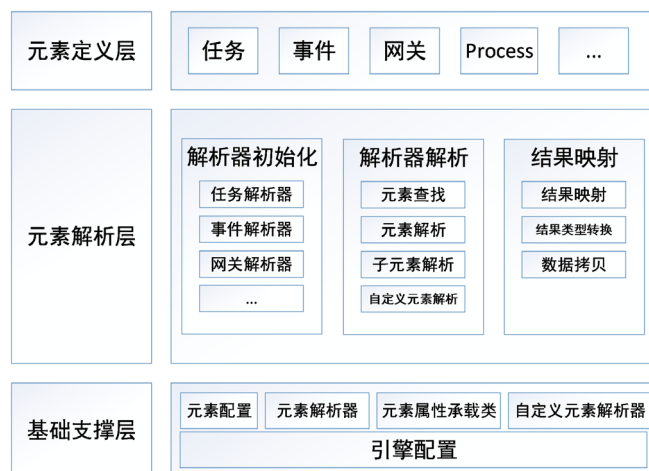 元素定义层
任务
事件
网关
Process
...
元素解析层
解析器初始化
任务解析器
事件解析器
网关解析器
...
解析器解析
元素查找
元素解析
子元素解析
自定义元素解析
结果映射
结果映射
结果类型转换
数据拷贝
基础支撑层
元素配置
元素解析器
元素属性承载类
自定义元素解析器
引擎配置